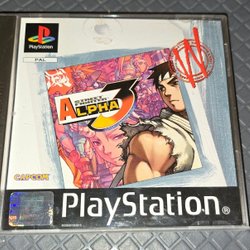 PlayStation
PAL
STREET
FIGHTER
ALPHA 3
CAPCOM
PlayStation